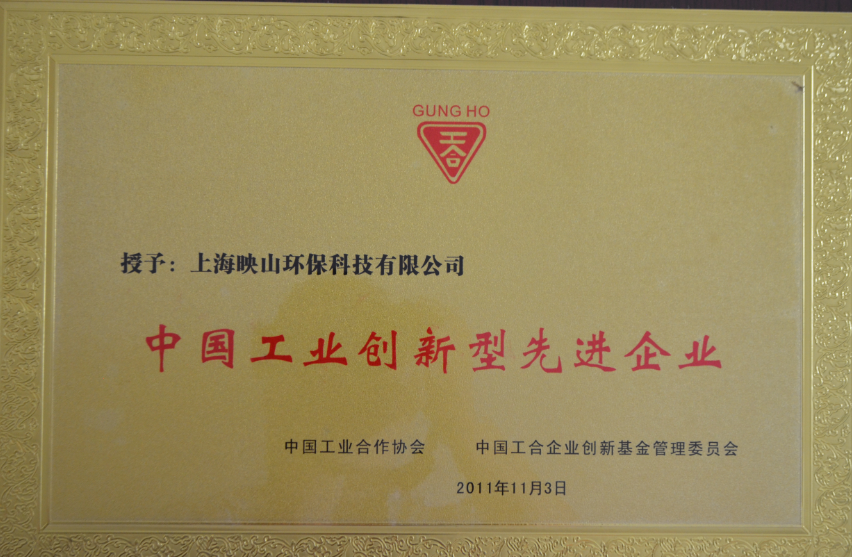 GUNG HO
工合
授予：上海映山环保科技有限公司
中国工业创新型先进企业
中国工业合作协会 中国工合企业创新基金管理委员会
2011年11月3日